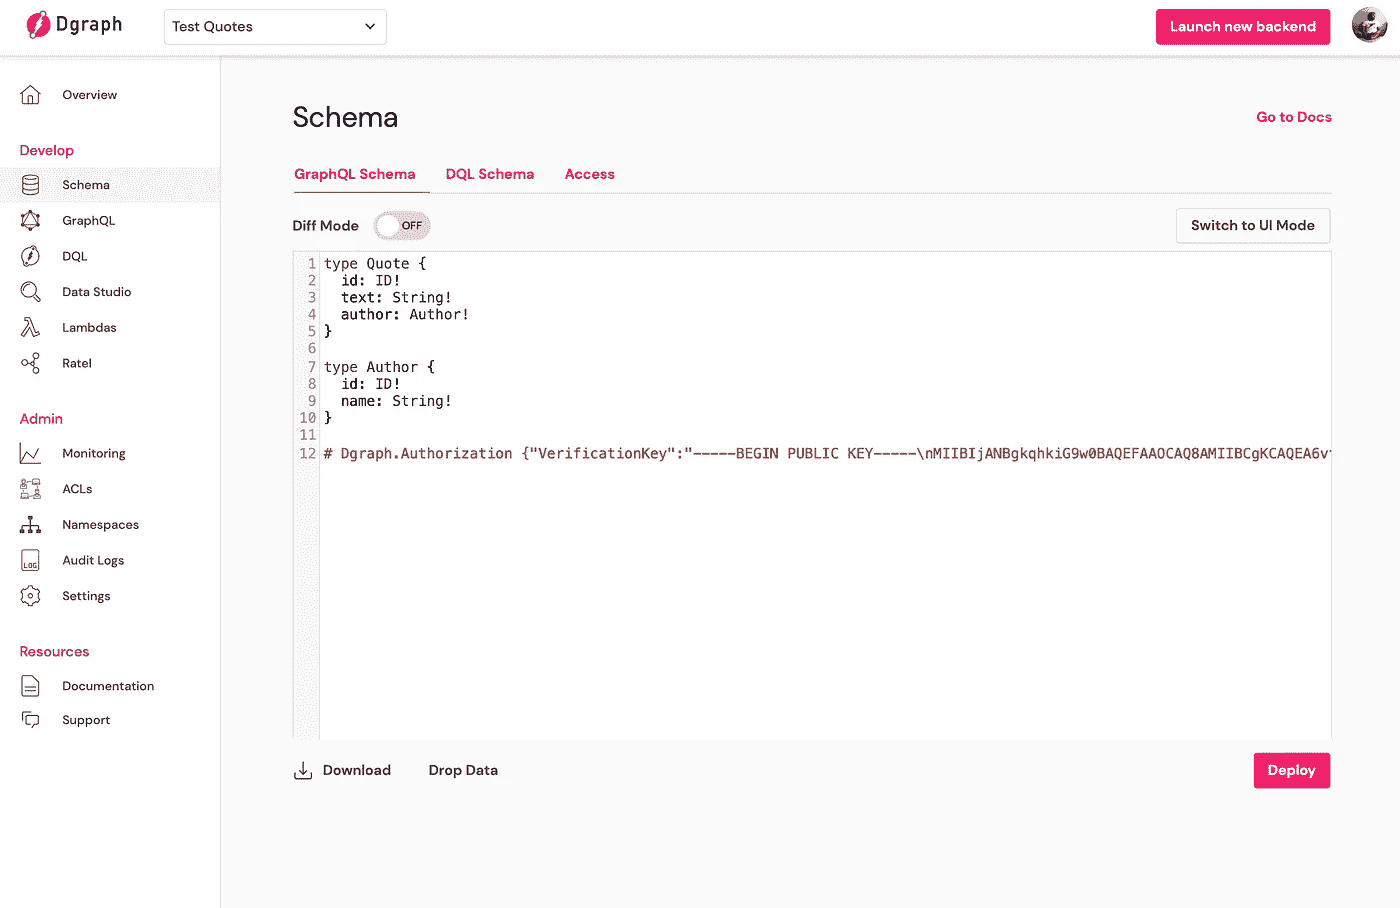 Dgraph
Test Quotes
Launch new backend
Overview
Develop
Schema
GraphQL
DQL
Data Studio
Lambdas
Ratel
Admin
Monitoring
ACLs
Namespaces
LOG
Audit Logs
Settings
Resources
Documentation
Support
Schema
Go to Docs
GraphQL Schema
DQL Schema
Access
Diff Mode
OFF
Switch to UI Mode
1 type Quote {
2 id: ID!
3 text: String!
4 author: Author!
5 }
6
7 type Author {
8 id: ID!
9 name: String!
10 }
11
12 # Dgraph.Authorization {"VerificationKey":"-----BEGIN PUBLIC KEY-----\nMIIBIjANBgkqhkiG9w0BAQEFAAOCAQ8AMIIBCgKCAQEA6v
Download
Drop Data
Deploy